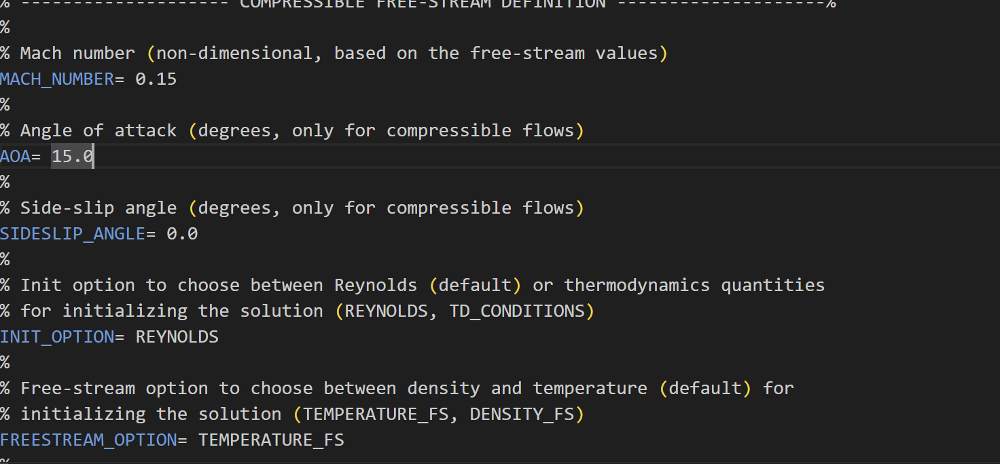 % --------------------- COMPRESSIBLE FREE-STREAM DEFINITION --------------------%
%
% Mach number (non-dimensional, based on the free-stream values)
MACH_NUMBER= 0.15
%
% Angle of attack (degrees, only for compressible flows)
AOA= 15.0
%
% Side-slip angle (degrees, only for compressible flows)
SIDESLIP_ANGLE= 0.0
%
% Init option to choose between Reynolds (default) or thermodynamics quantities
% for initializing the solution (REYNOLDS, TD_CONDITIONS)
INIT_OPTION= REYNOLDS
%
% Free-stream option to choose between density and temperature (default) for
% initializing the solution (TEMPERATURE_FS, DENSITY_FS)
FREESTREAM_OPTION= TEMPERATURE_FS
%